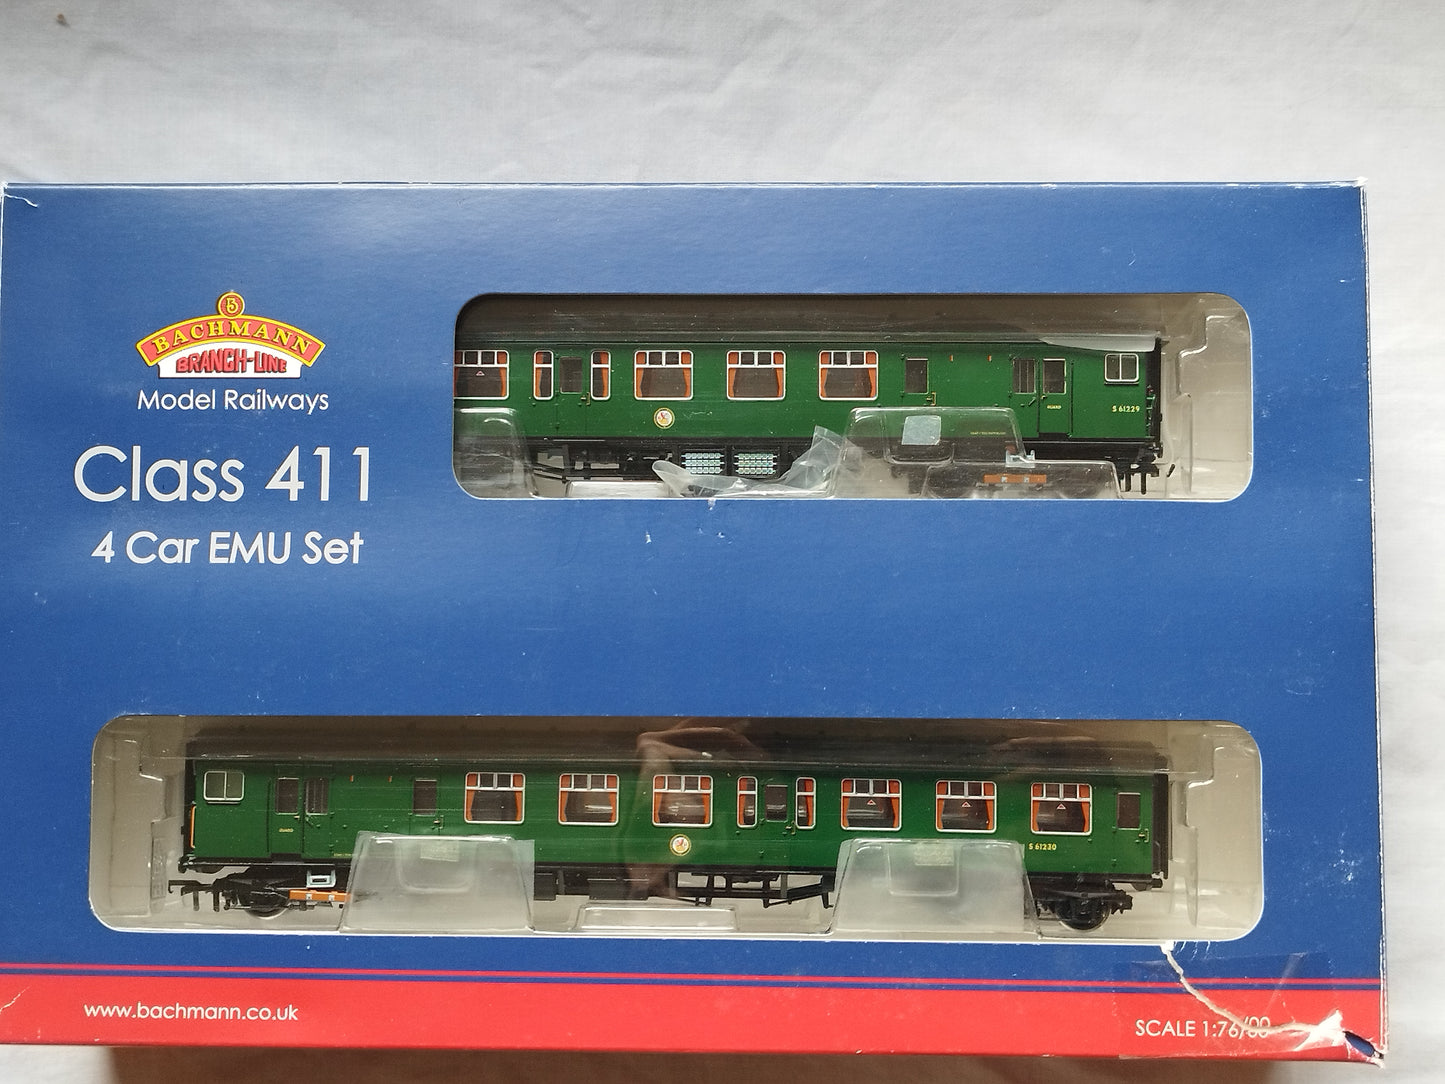 BACHMANN
BRANCH-LINE
Model Railways
Class 411
4 Car EMU Set
GUARD
S 61229
GUARD
S 61230
www.bachmann.co.uk
SCALE 1:76/00